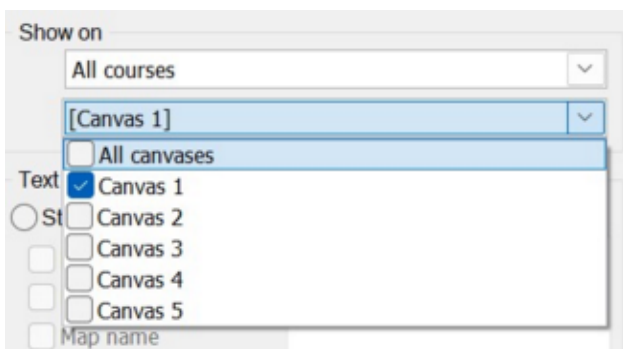 Show on
All courses
[Canvas 1]
All canvases
Text
Canvas 1
St
Canvas 2
Canvas 3
Canvas 4
Canvas 5
Map name